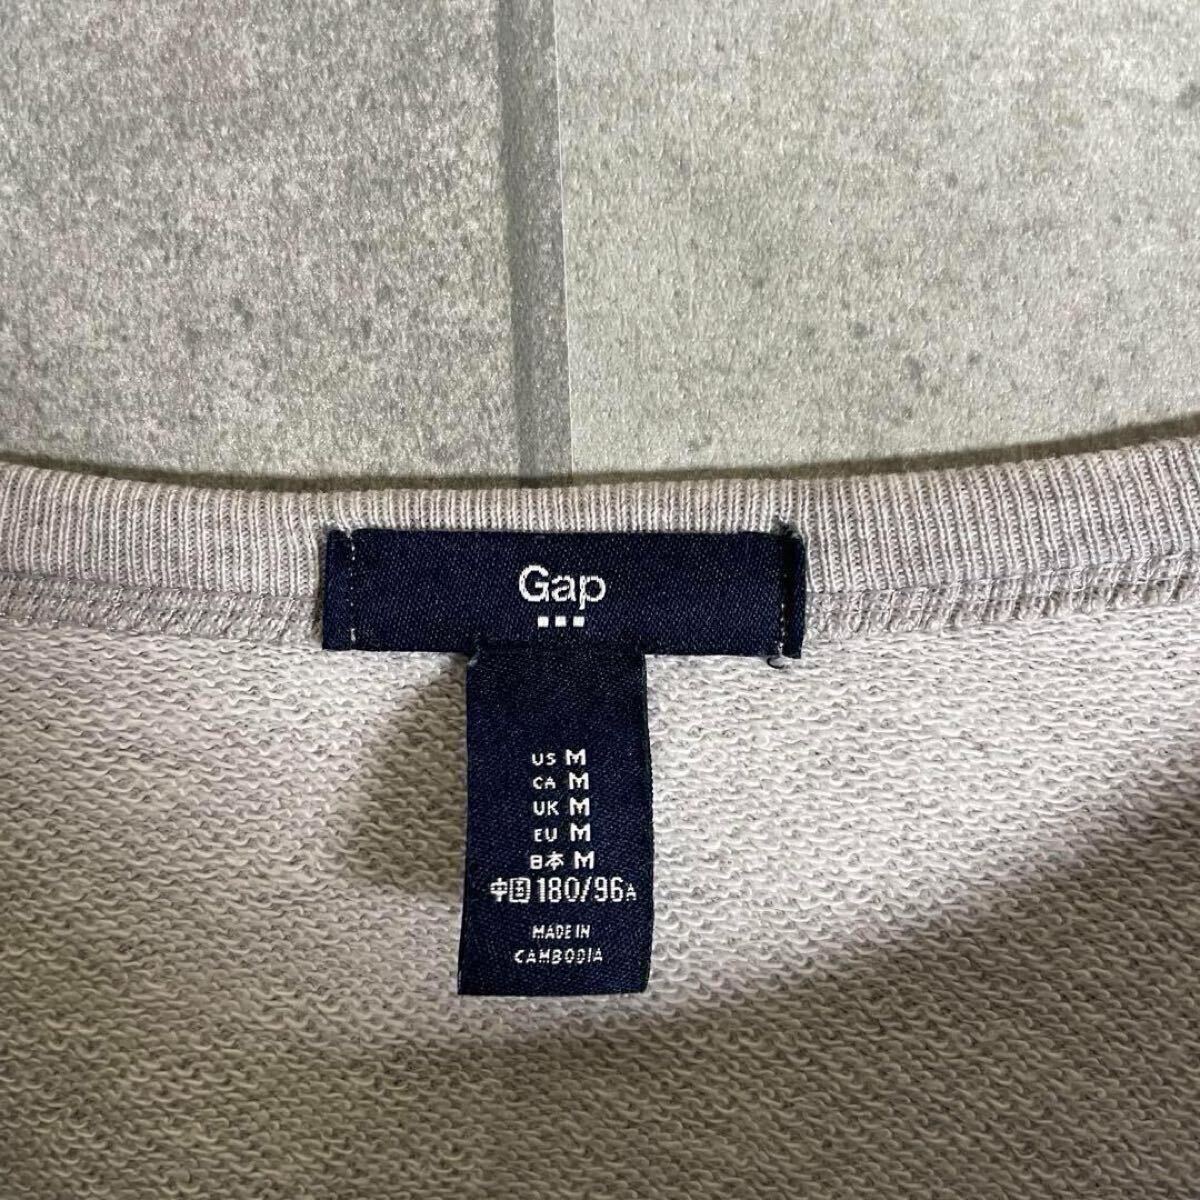 Gap
US M
CA M
UK M
EU M
日本 M
中国 180/96A
MADE IN
CAMBODIA